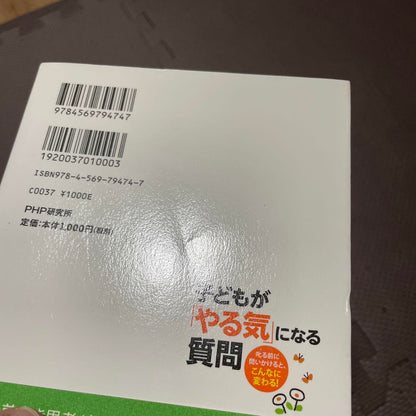 9784569794747
1920037010003
ISBN978-4-569-79474-7
C0037 ¥1000E
PHP研究所
定価:本体1,000円(税別)
子どもが
「やる気」になる
質問
叱る前に
問いかけると、
こんなに
変わる!